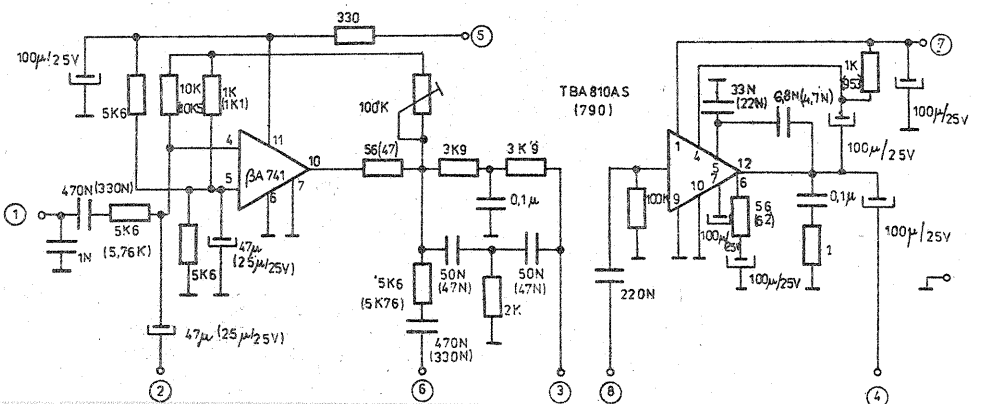 330
5
100µ/25V
5K6
10K
20K5
1K
(1K1)
100K
4
11
βA 741
10
5
6
7
56(47)
3K9
3K9
470N(330N)
1
5K6
(5,76K)
1N
5K6
47µ
(25µ/25V)
0,1µ
50N
(47N)
50N
(47N)
5K6
(5K76)
2K
470N
(330N)
47µ (25µ/25V)
2
6
3
TBA 810AS
(790)
7
1K
100µ/25V
33N
(22N)
6,8N(4,7N)
100µ/25V
1
4
5
12
7
6
9
10
100K
56
(62)
0,1µ
100µ/25V
100µ/25V
1
100µ/25V
220N
8
4